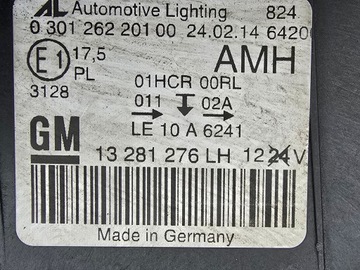 AL Automotive Lighting 824
0 301 262 201 00 24.02.14 6420
E1 17,5 AMH
PL
3128 01HCR 00RL
011 02A
LE 10 A 6241
GM 13 281 276 LH 12 24 V
Made in Germany